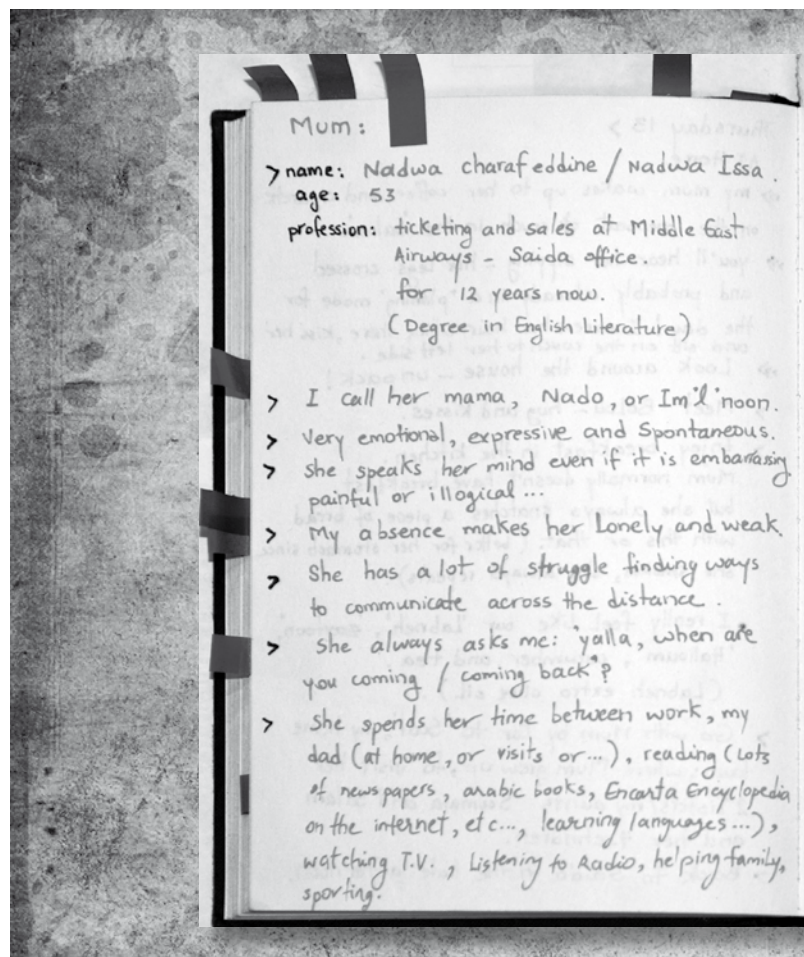 Mum:
> name: Nadwa charafeddine / Nadwa Issa.
age: 53
profession: ticketing and sales at Middle East
Airways - Saida office.
for 12 years now.
(Degree in English Literature)
> I call her mama, Nado, or Im'l'noon.
> Very emotional, expressive and Spontaneous.
> She speaks her mind even if it is embarrasing
painful or illogical ...
> My absence makes her Lonely and weak.
> She has a lot of struggle finding ways
to communicate across the distance.
> She always asks me: yalla, when are
you coming / coming back"?
> She spends her time between work, my
dad (at home, or visits or ...), reading (Lots
of newspapers, arabic books, Encarta Encyclopedia
on the internet, etc..., learning languages...),
watching T.V., Listening to Radio, helping family,
sporting.